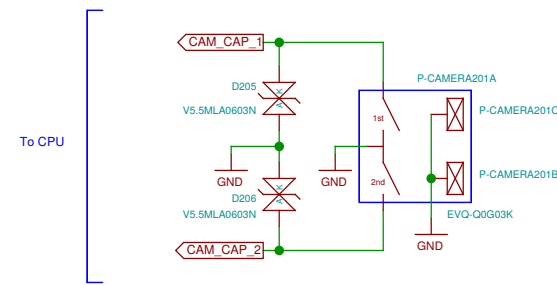 CAM_CAP_1
P-CAMERA201A
D205
A K
V5.5MLA0603N
1st
P-CAMERA201C
To CPU
GND
GND
2nd
P-CAMERA201B
D206
A K
V5.5MLA0603N
EVQ-Q0G03K
CAM_CAP_2
GND